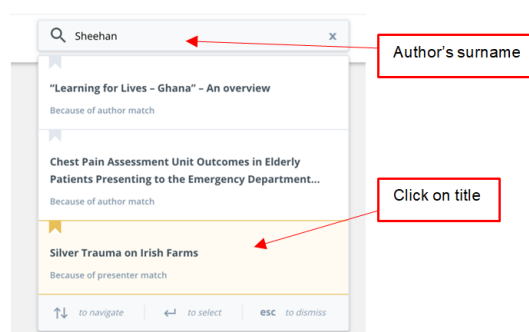 Sheehan x
Author's surname
“Learning for Lives – Ghana” – An overview
Because of author match
Chest Pain Assessment Unit Outcomes in Elderly
Patients Presenting to the Emergency Department...
Because of author match
Click on title
Silver Trauma on Irish Farms
Because of presenter match
to navigate to select esc to dismiss